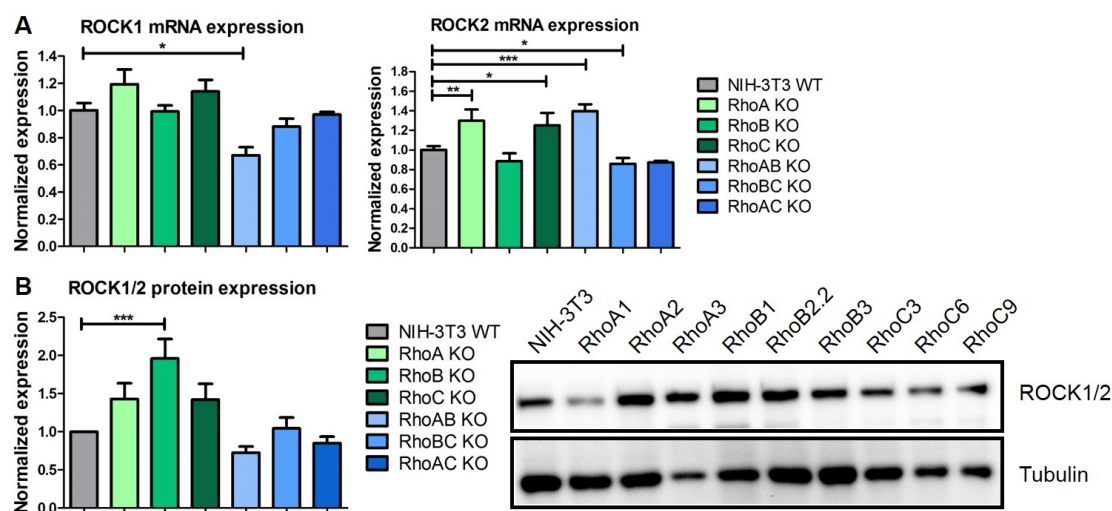 A
ROCK1 mRNA expression
Normalized expression
1.4
1.2
1.0
0.8
0.6
0.4
0.2
0.0
*
ROCK2 mRNA expression
Normalized expression
1.8
1.6
1.4
1.2
1.0
0.8
0.6
0.4
0.2
0.0
*
***
*
**
NIH-3T3 WT
RhoA KO
RhoB KO
RhoC KO
RhoAB KO
RhoBC KO
RhoAC KO
B
ROCK1/2 protein expression
Normalized expression
2.5
2.0
1.5
1.0
0.5
0.0
***
NIH-3T3 WT
RhoA KO
RhoB KO
RhoC KO
RhoAB KO
RhoBC KO
RhoAC KO
NIH-3T3
RhoA1
RhoA2
RhoA3
RhoB1
RhoB2.2
RhoB3
RhoC3
RhoC6
RhoC9
ROCK1/2
Tubulin